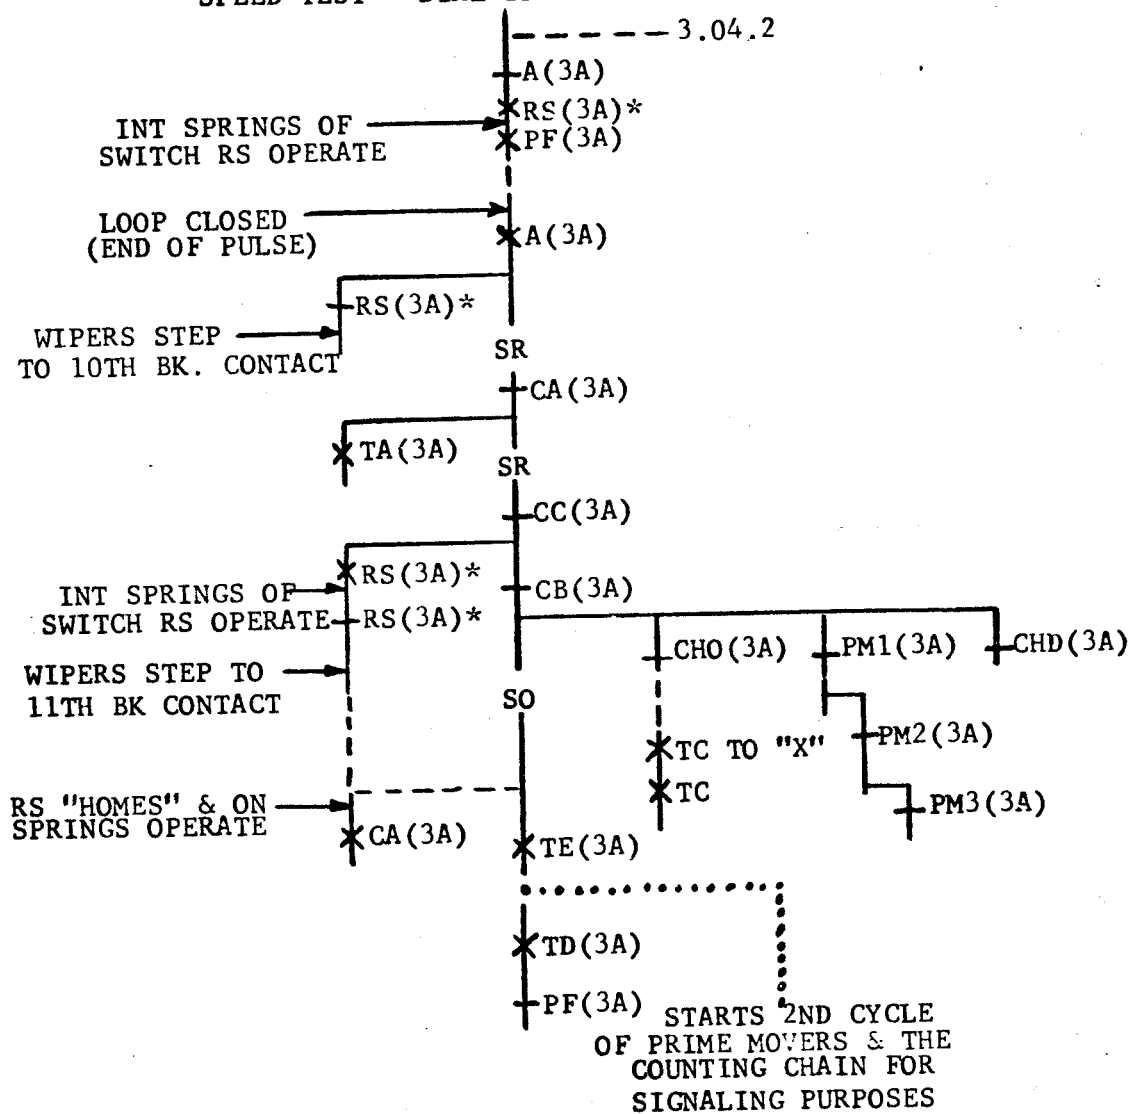 SPEED TEST
3.04.2
A(3A)
RS(3A)*
INT SPRINGS OF
SWITCH RS OPERATE
PF(3A)
LOOP CLOSED
(END OF PULSE)
A(3A)
RS(3A)*
WIPERS STEP
TO 10TH BK. CONTACT
SR
CA(3A)
TA(3A)
SR
CC(3A)
RS(3A)*
INT SPRINGS OF
SWITCH RS OPERATE
CB(3A)
RS(3A)*
CHO(3A)
PM1(3A)
CHD(3A)
WIPERS STEP TO
11TH BK CONTACT
SO
TC TO "X"
PM2(3A)
TC
PM3(3A)
RS "HOMES" & ON
SPRINGS OPERATE
CA(3A)
TE(3A)
TD(3A)
PF(3A)
STARTS 2ND CYCLE
OF PRIME MOVERS & THE
COUNTING CHAIN FOR
SIGNALING PURPOSES